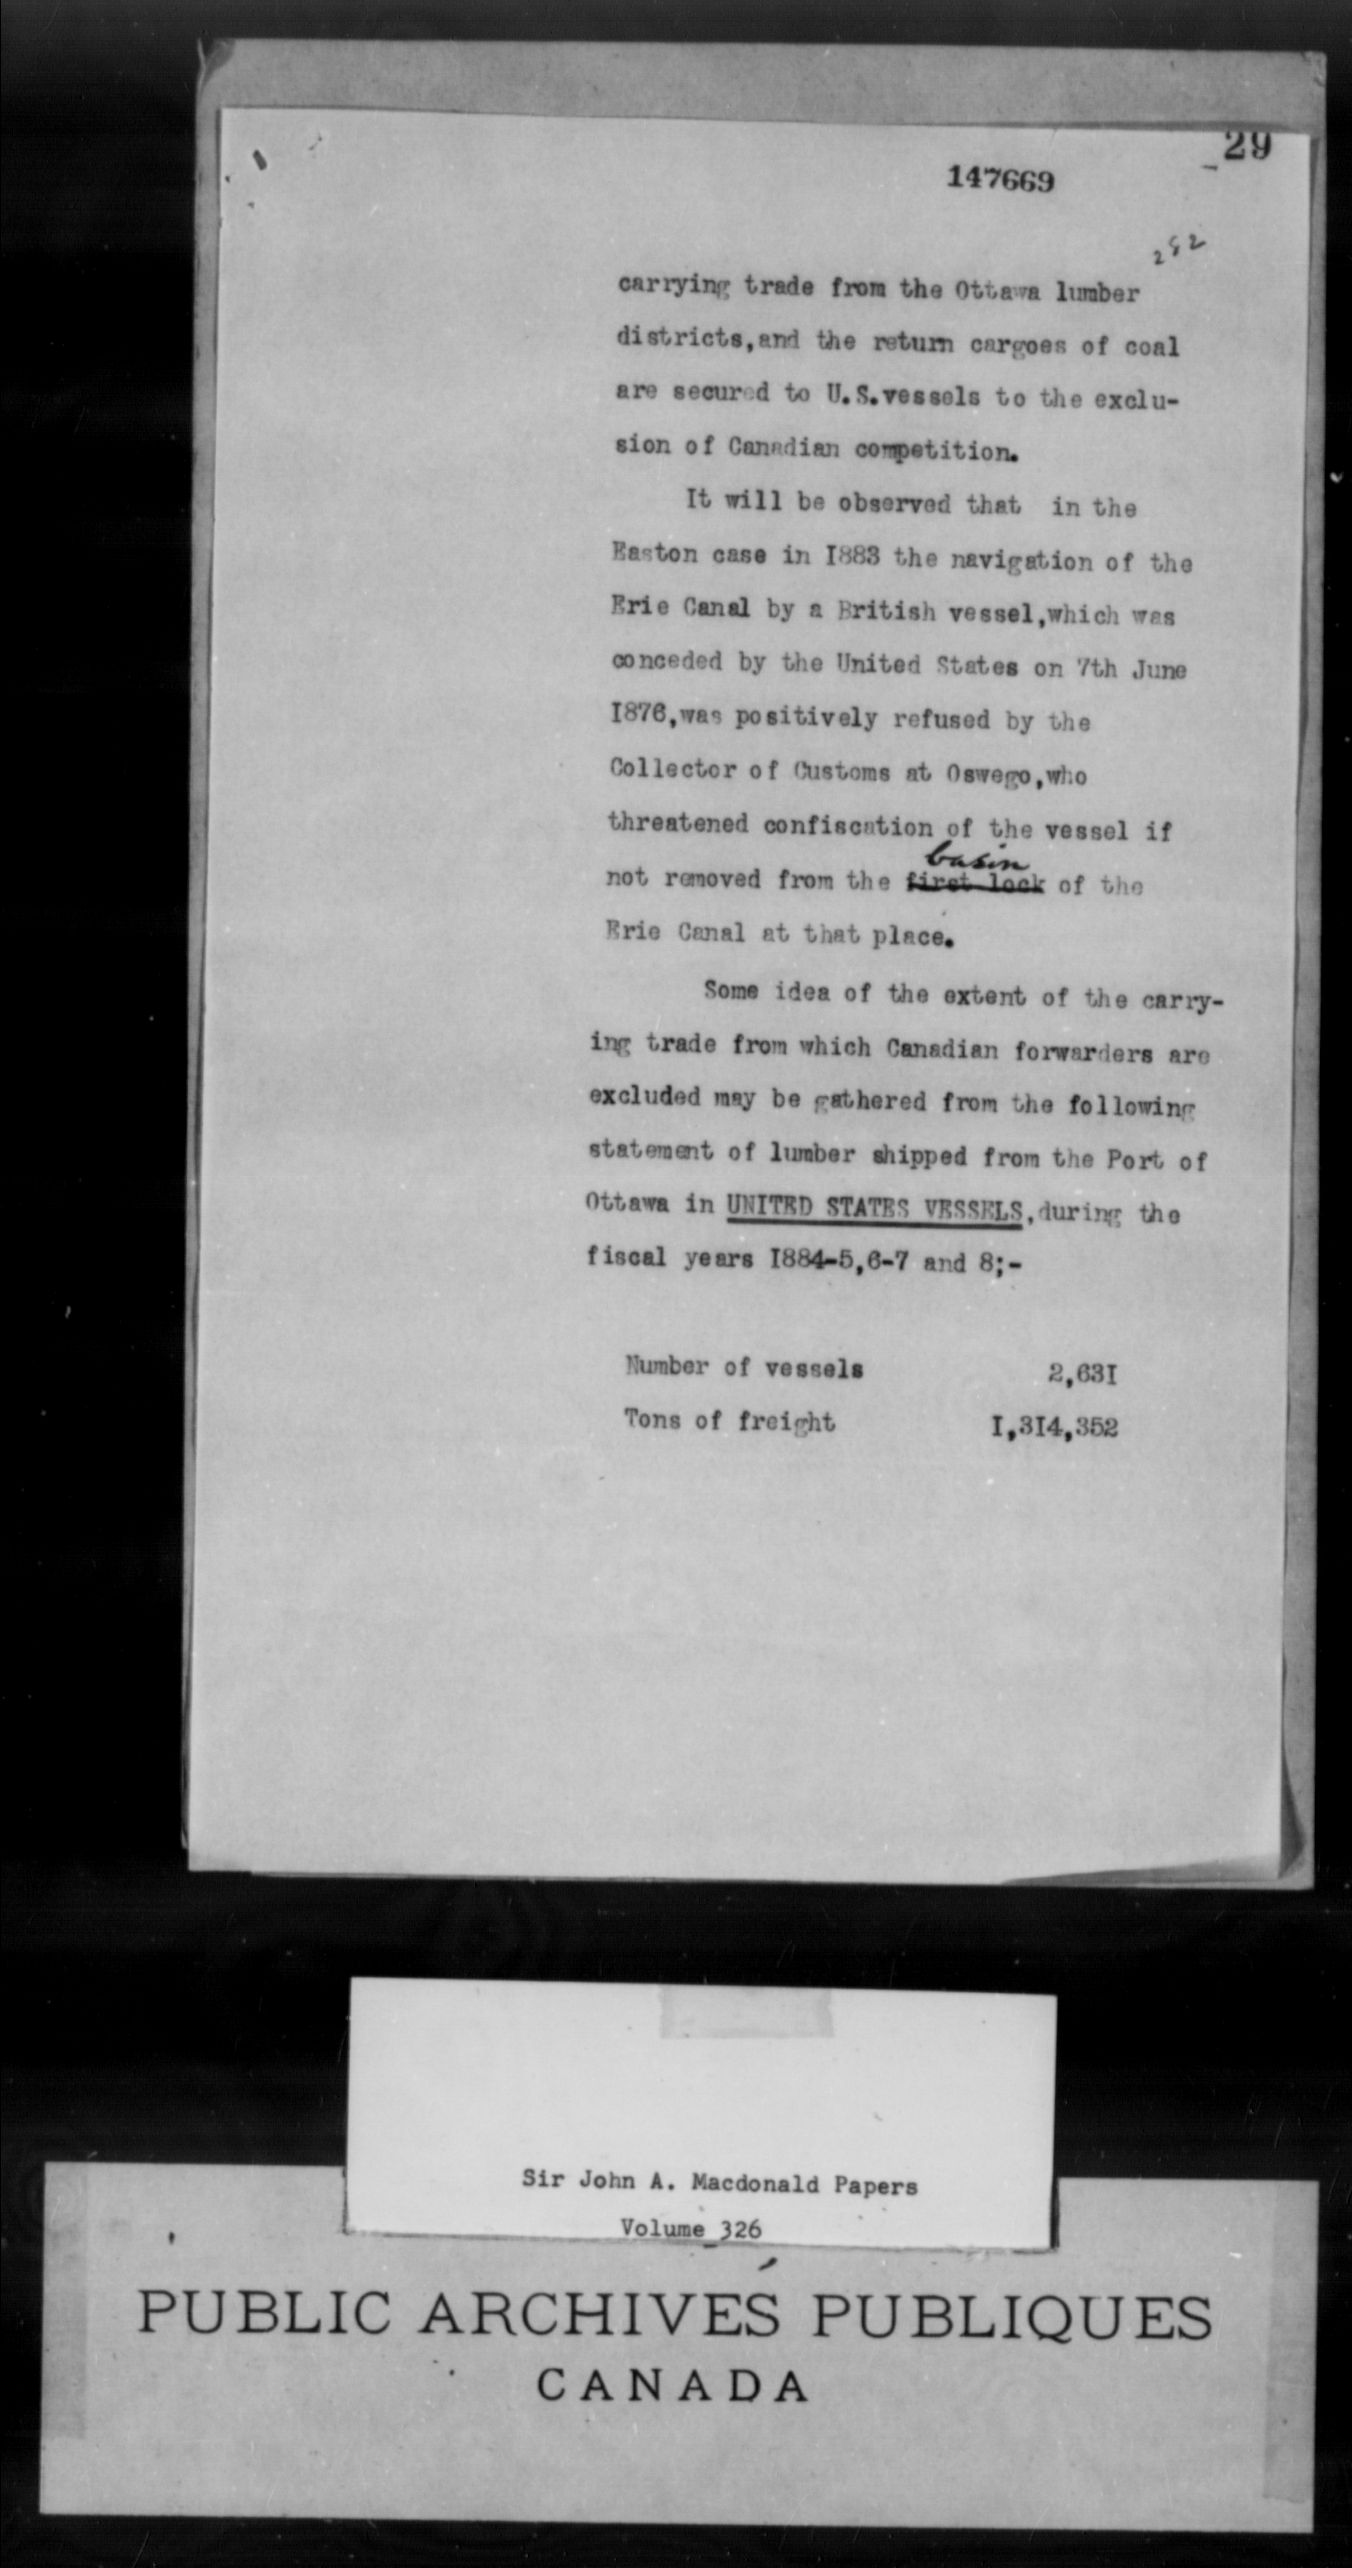 29
147669
282
carrying trade from the Ottawa lumber
districts,and the return cargoes of coal
are secured to U.S.vessels to the exclu-
sion of Canadian competition.
It will be observed that in the
Easton case in I883 the navigation of the
Erie Canal by a British vessel,which was
conceded by the United States on 7th June
I876,was positively refused by the
Collector of Customs at Oswego,who
threatened confiscation of the vessel if
basin
not removed from the first lock of the
Erie Canal at that place.
Some idea of the extent of the carry-
ing trade from which Canadian forwarders are
excluded may be gathered from the following
statement of lumber shipped from the Port of
Ottawa in UNITED STATES VESSELS,during the
fiscal years I884-5,6-7 and 8;-
Number of vessels 2,63I
Tons of freight I,3I4,352
Sir John A. Macdonald Papers
Volume 326
PUBLIC ARCHIVES PUBLIQUES
CANADA